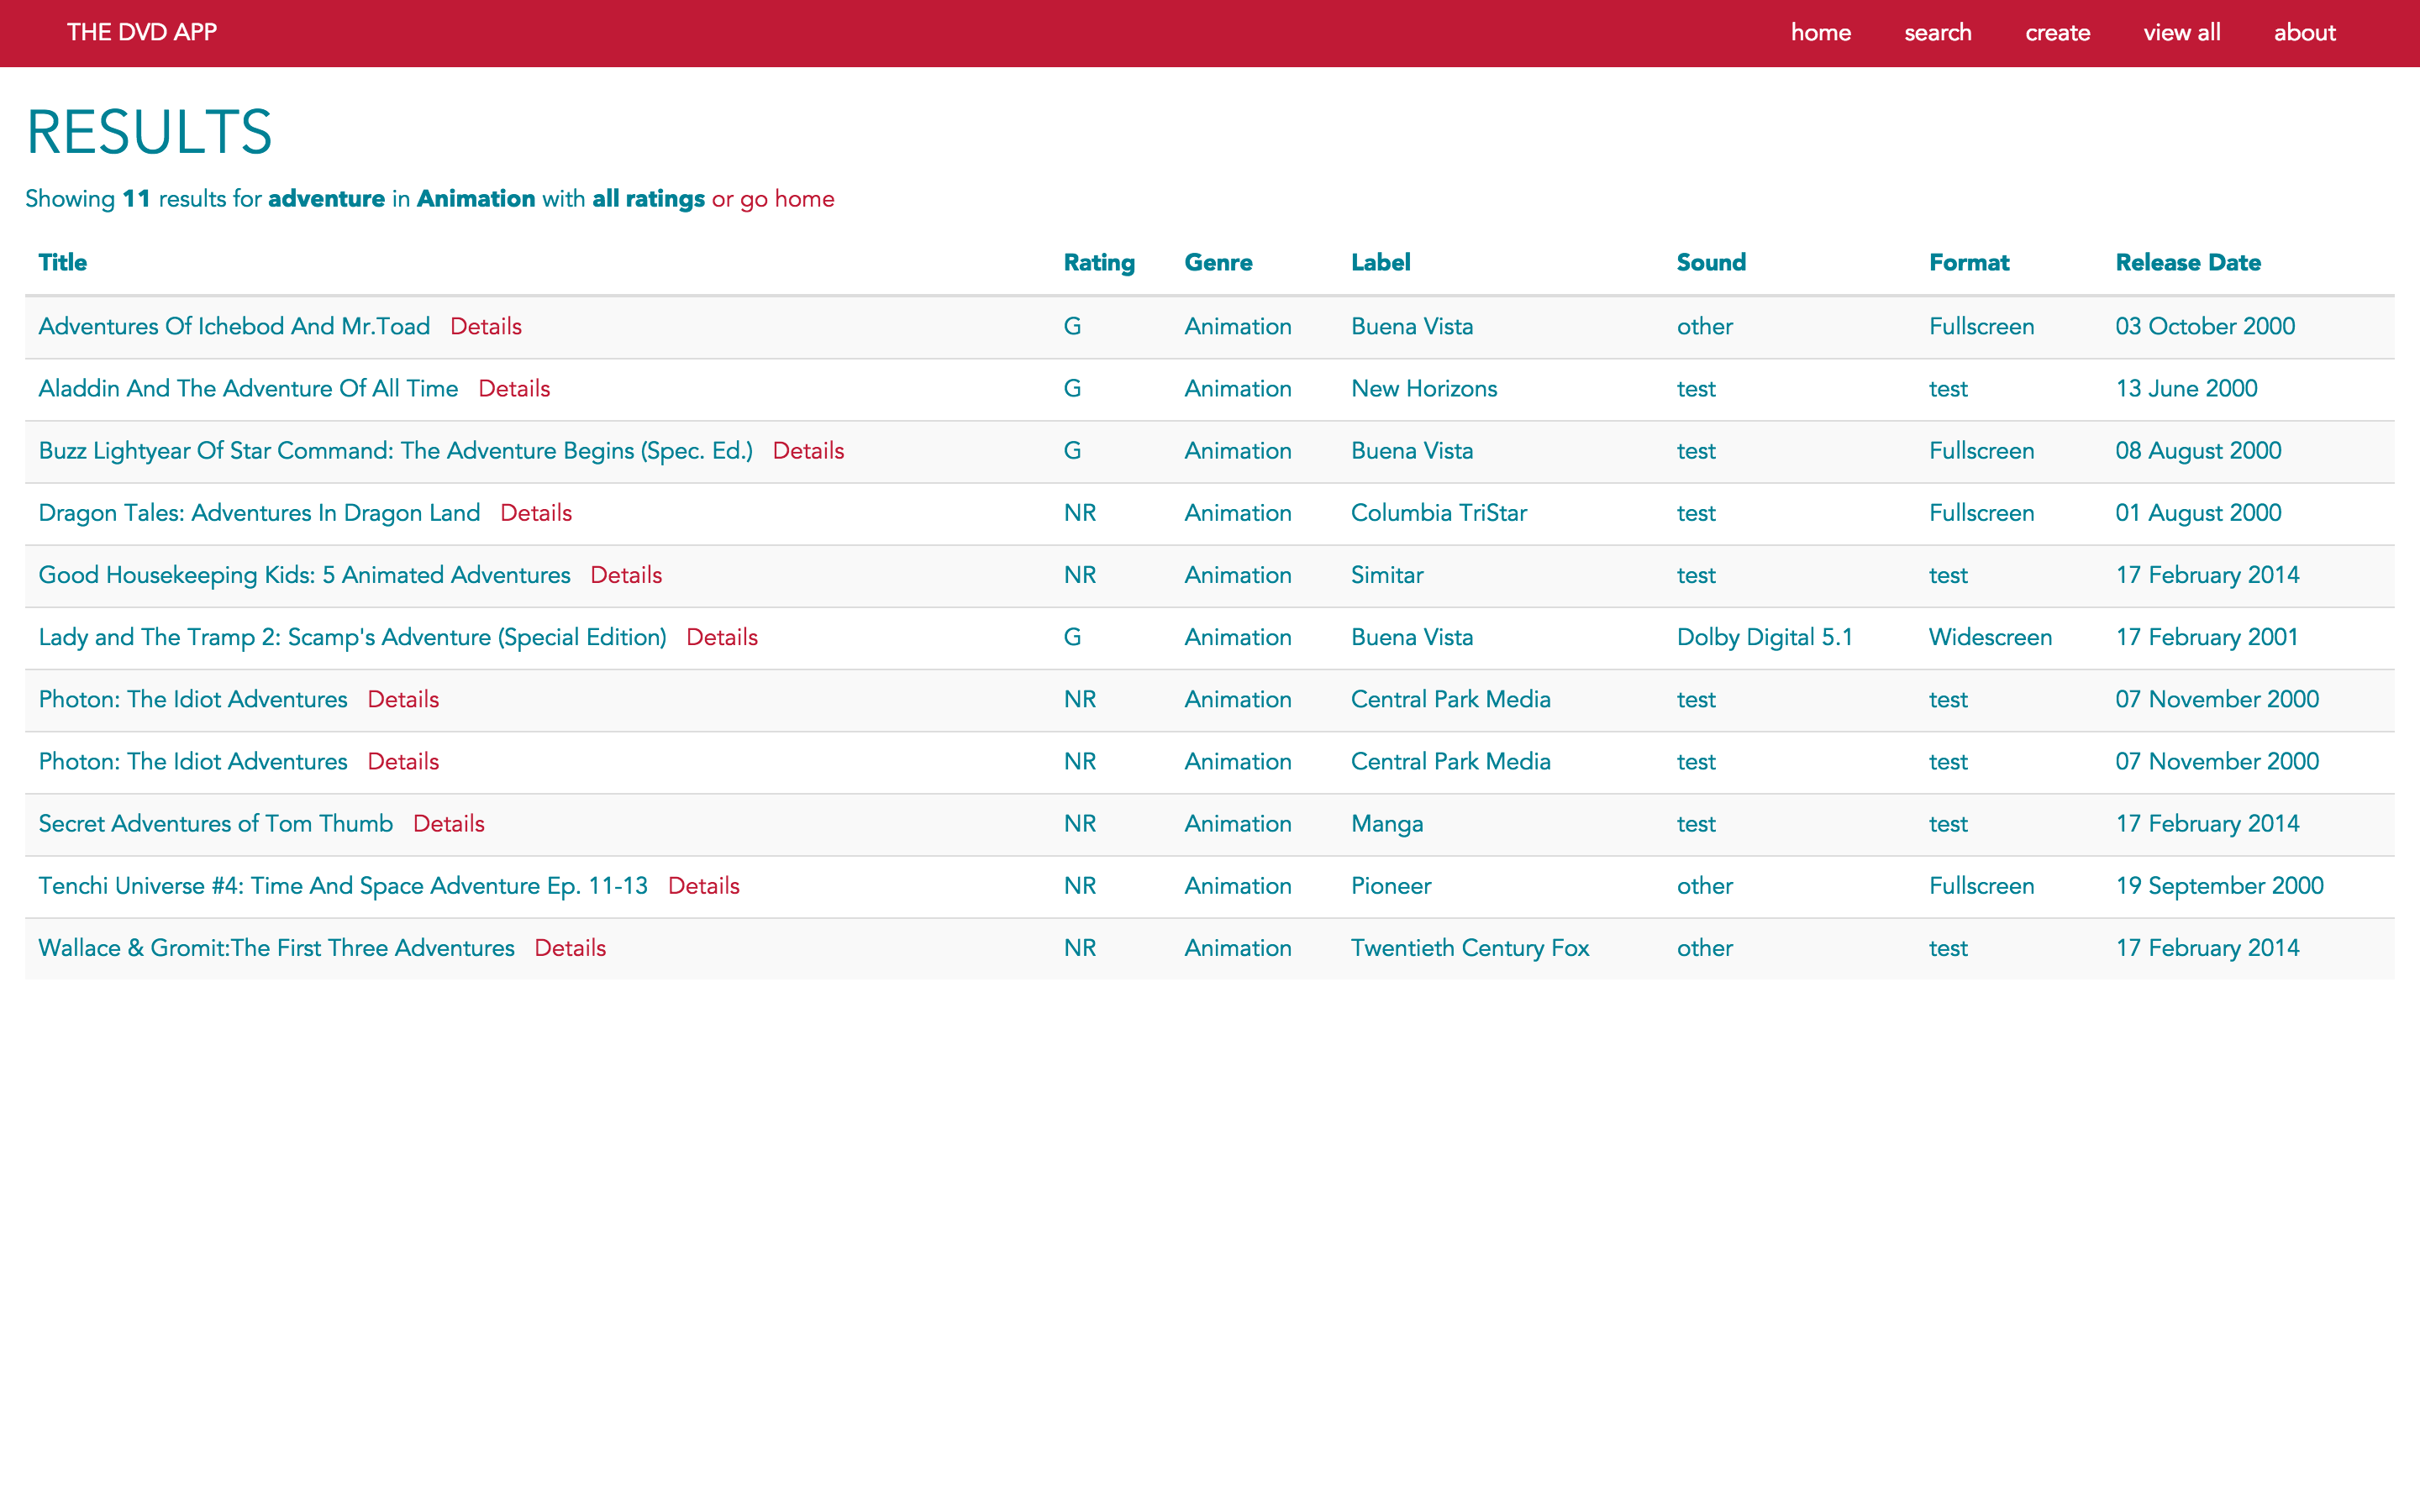 THE DVD APP home search create view all about
RESULTS
Showing 11 results for adventure in Animation with all ratings or go home
Title Rating Genre Label Sound Format Release Date
Adventures Of Ichebod And Mr.Toad Details G Animation Buena Vista other Fullscreen 03 October 2000
Aladdin And The Adventure Of All Time Details G Animation New Horizons test test 13 June 2000
Buzz Lightyear Of Star Command: The Adventure Begins (Spec. Ed.) Details G Animation Buena Vista test Fullscreen 08 August 2000
Dragon Tales: Adventures In Dragon Land Details NR Animation Columbia TriStar test Fullscreen 01 August 2000
Good Housekeeping Kids: 5 Animated Adventures Details NR Animation Simitar test test 17 February 2014
Lady and The Tramp 2: Scamp's Adventure (Special Edition) Details G Animation Buena Vista Dolby Digital 5.1 Widescreen 17 February 2001
Photon: The Idiot Adventures Details NR Animation Central Park Media test test 07 November 2000
Photon: The Idiot Adventures Details NR Animation Central Park Media test test 07 November 2000
Secret Adventures of Tom Thumb Details NR Animation Manga test test 17 February 2014
Tenchi Universe #4: Time And Space Adventure Ep. 11-13 Details NR Animation Pioneer other Fullscreen 19 September 2000
Wallace & Gromit:The First Three Adventures Details NR Animation Twentieth Century Fox other test 17 February 2014